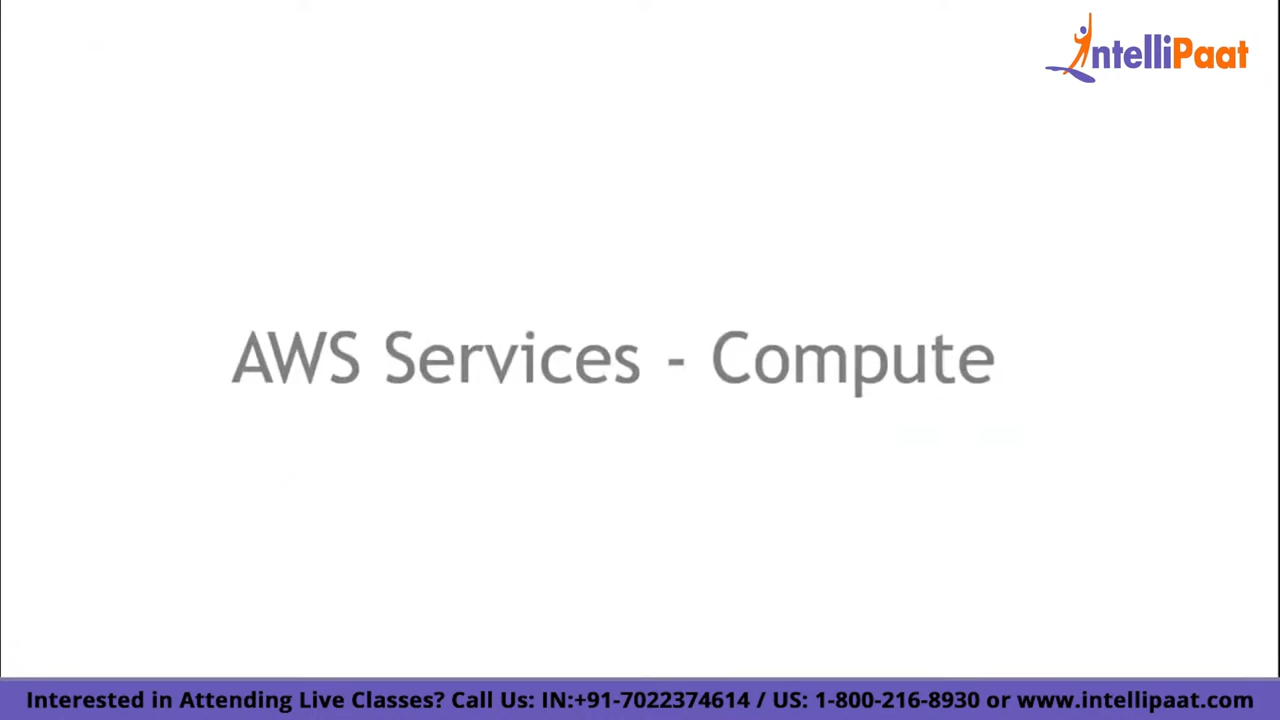 IntelliPaat
AWS Services - Compute
Interested in Attending Live Classes? Call Us: IN:+91-7022374614 / US: 1-800-216-8930 or www.intellipaat.com